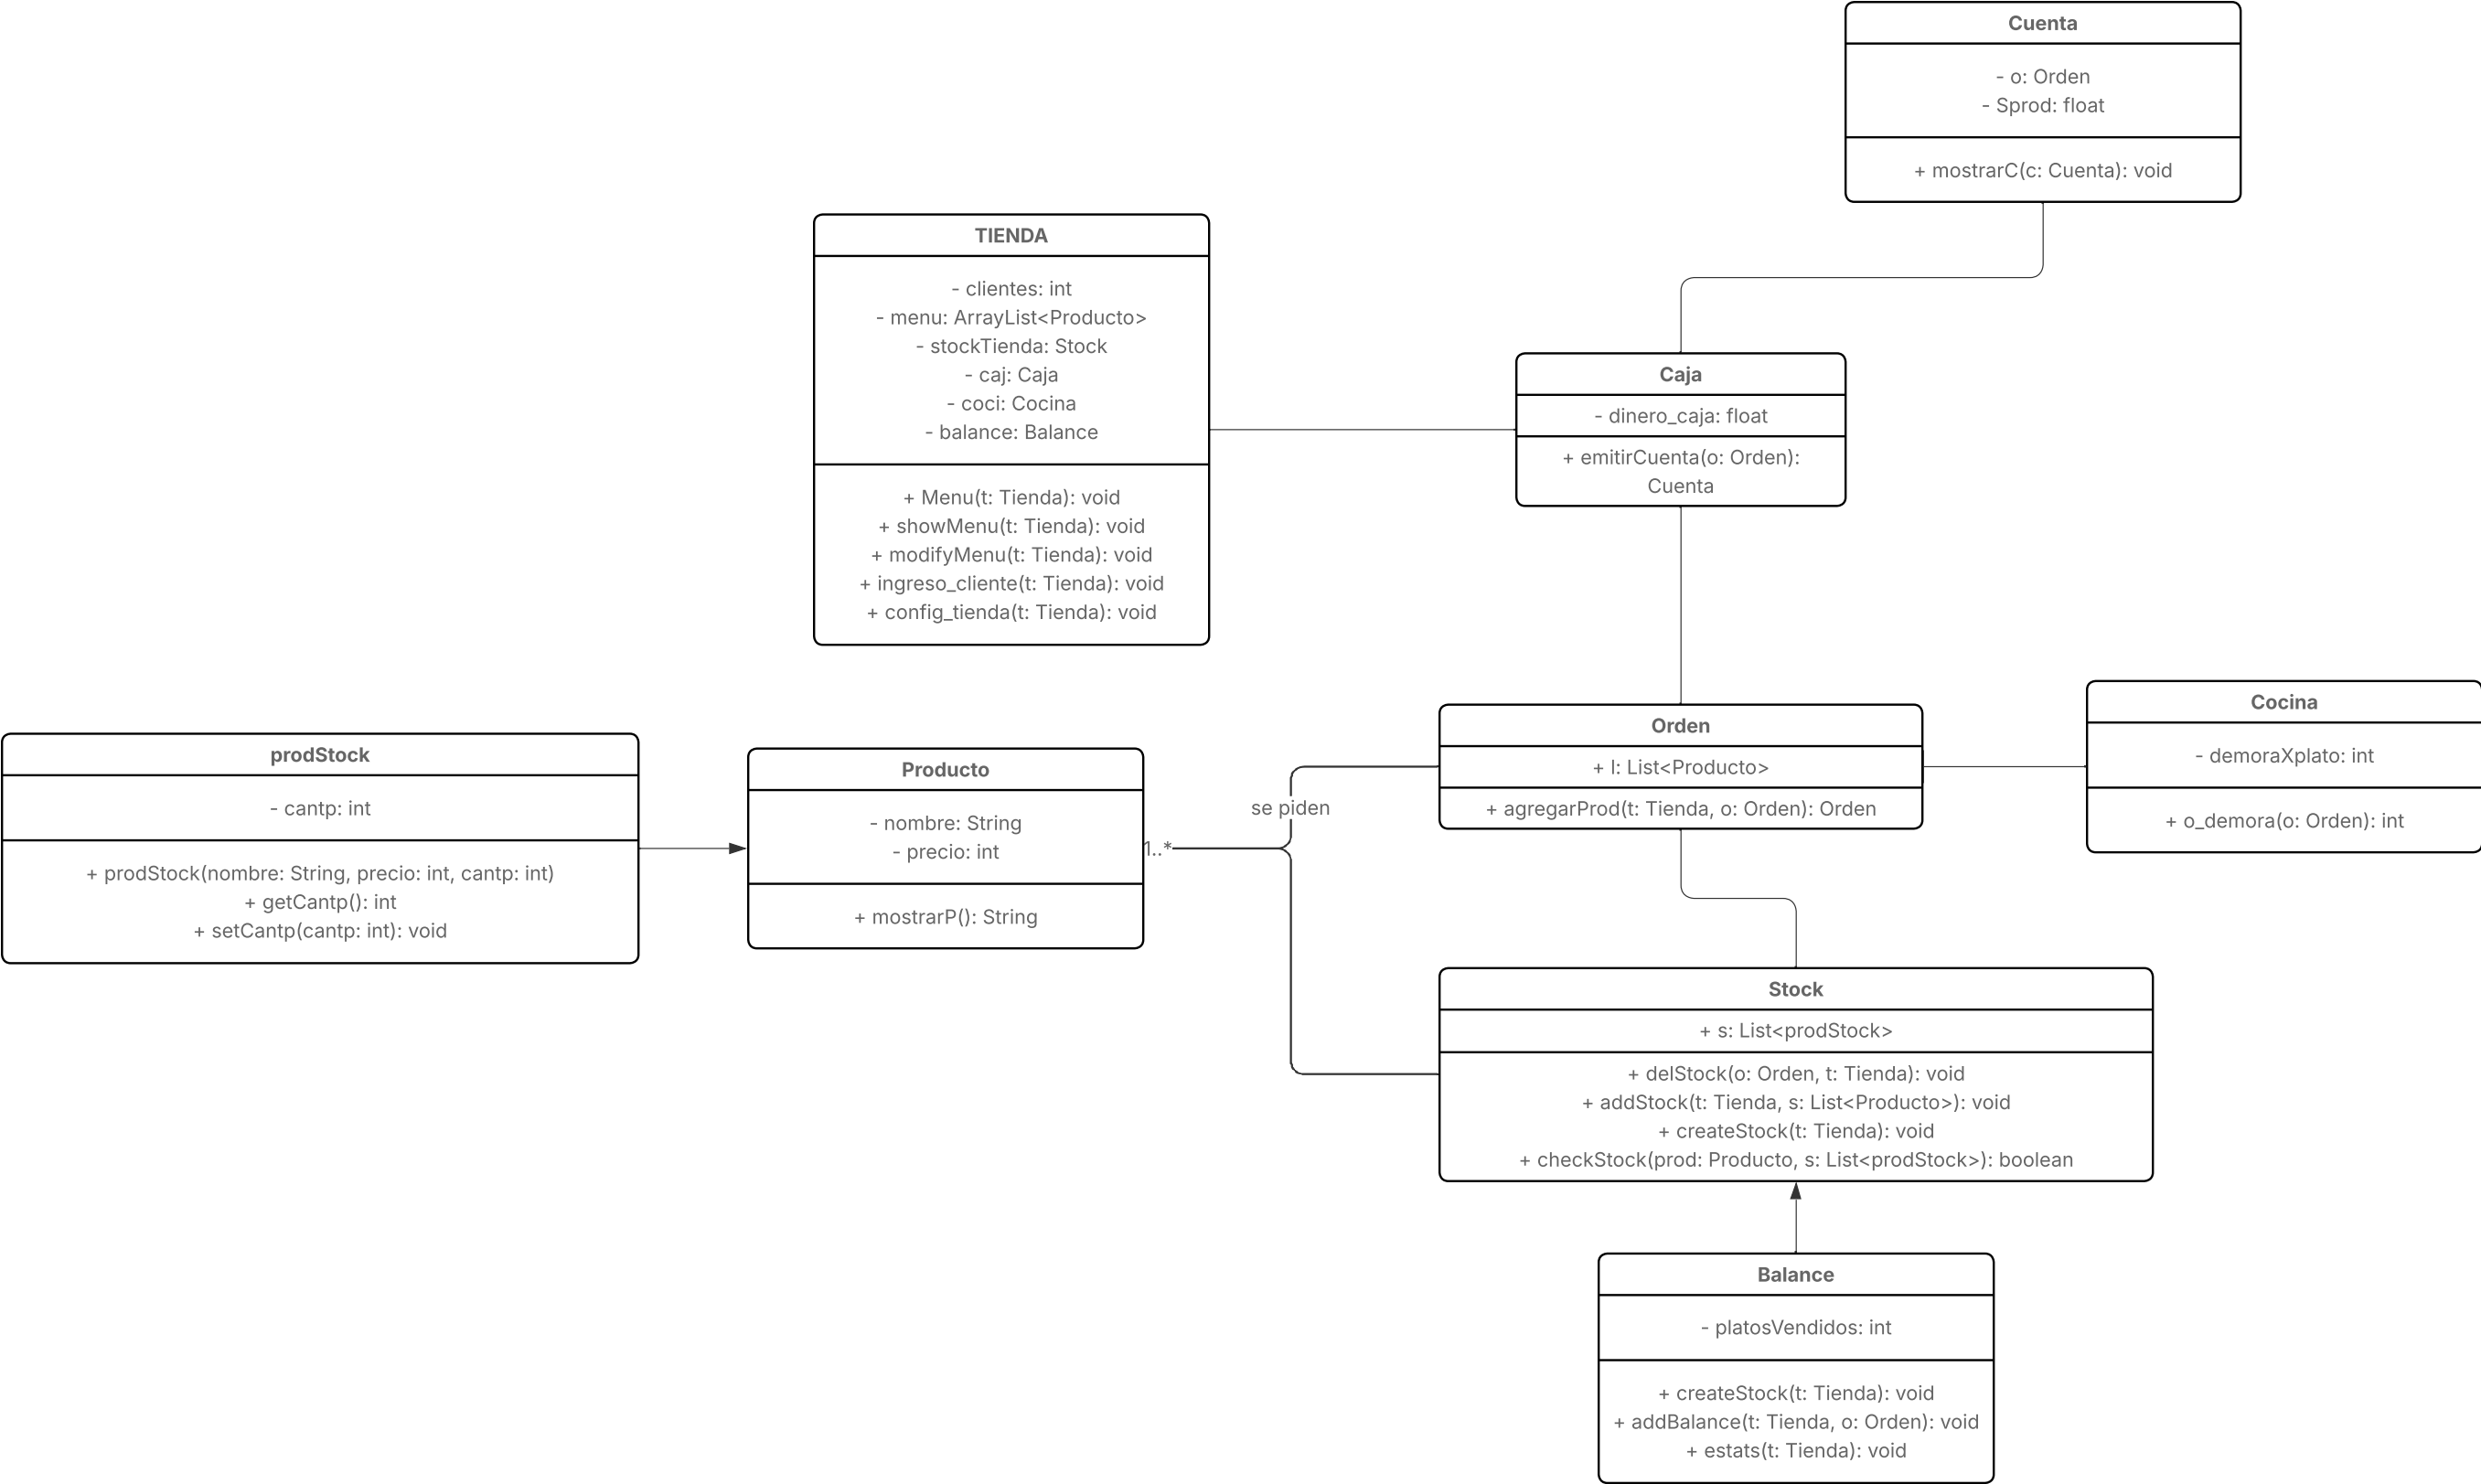 Cuenta
- o: Orden
- Sprod: float
+ mostrarC(c: Cuenta): void
TIENDA
- clientes: int
- menu: ArrayList<Producto>
- stockTienda: Stock
- caj: Caja
- coci: Cocina
- balance: Balance
+ Menu(t: Tienda): void
+ showMenu(t: Tienda): void
+ modifyMenu(t: Tienda): void
+ ingreso_cliente(t: Tienda): void
+ config_tienda(t: Tienda): void
Caja
- dinero_caja: float
+ emitirCuenta(o: Orden):
Cuenta
prodStock
- cantp: int
+ prodStock(nombre: String, precio: int, cantp: int)
+ getCantp(): int
+ setCantp(cantp: int): void
Producto
- nombre: String
- precio: int
+ mostrarP(): String
1..*
se piden
Orden
+ l: List<Producto>
+ agregarProd(t: Tienda, o: Orden): Orden
Cocina
- demoraXplato: int
+ o_demora(o: Orden): int
Stock
+ s: List<prodStock>
+ delStock(o: Orden, t: Tienda): void
+ addStock(t: Tienda, s: List<Producto>): void
+ createStock(t: Tienda): void
+ checkStock(prod: Producto, s: List<prodStock>): boolean
Balance
- platosVendidos: int
+ createStock(t: Tienda): void
+ addBalance(t: Tienda, o: Orden): void
+ estats(t: Tienda): void